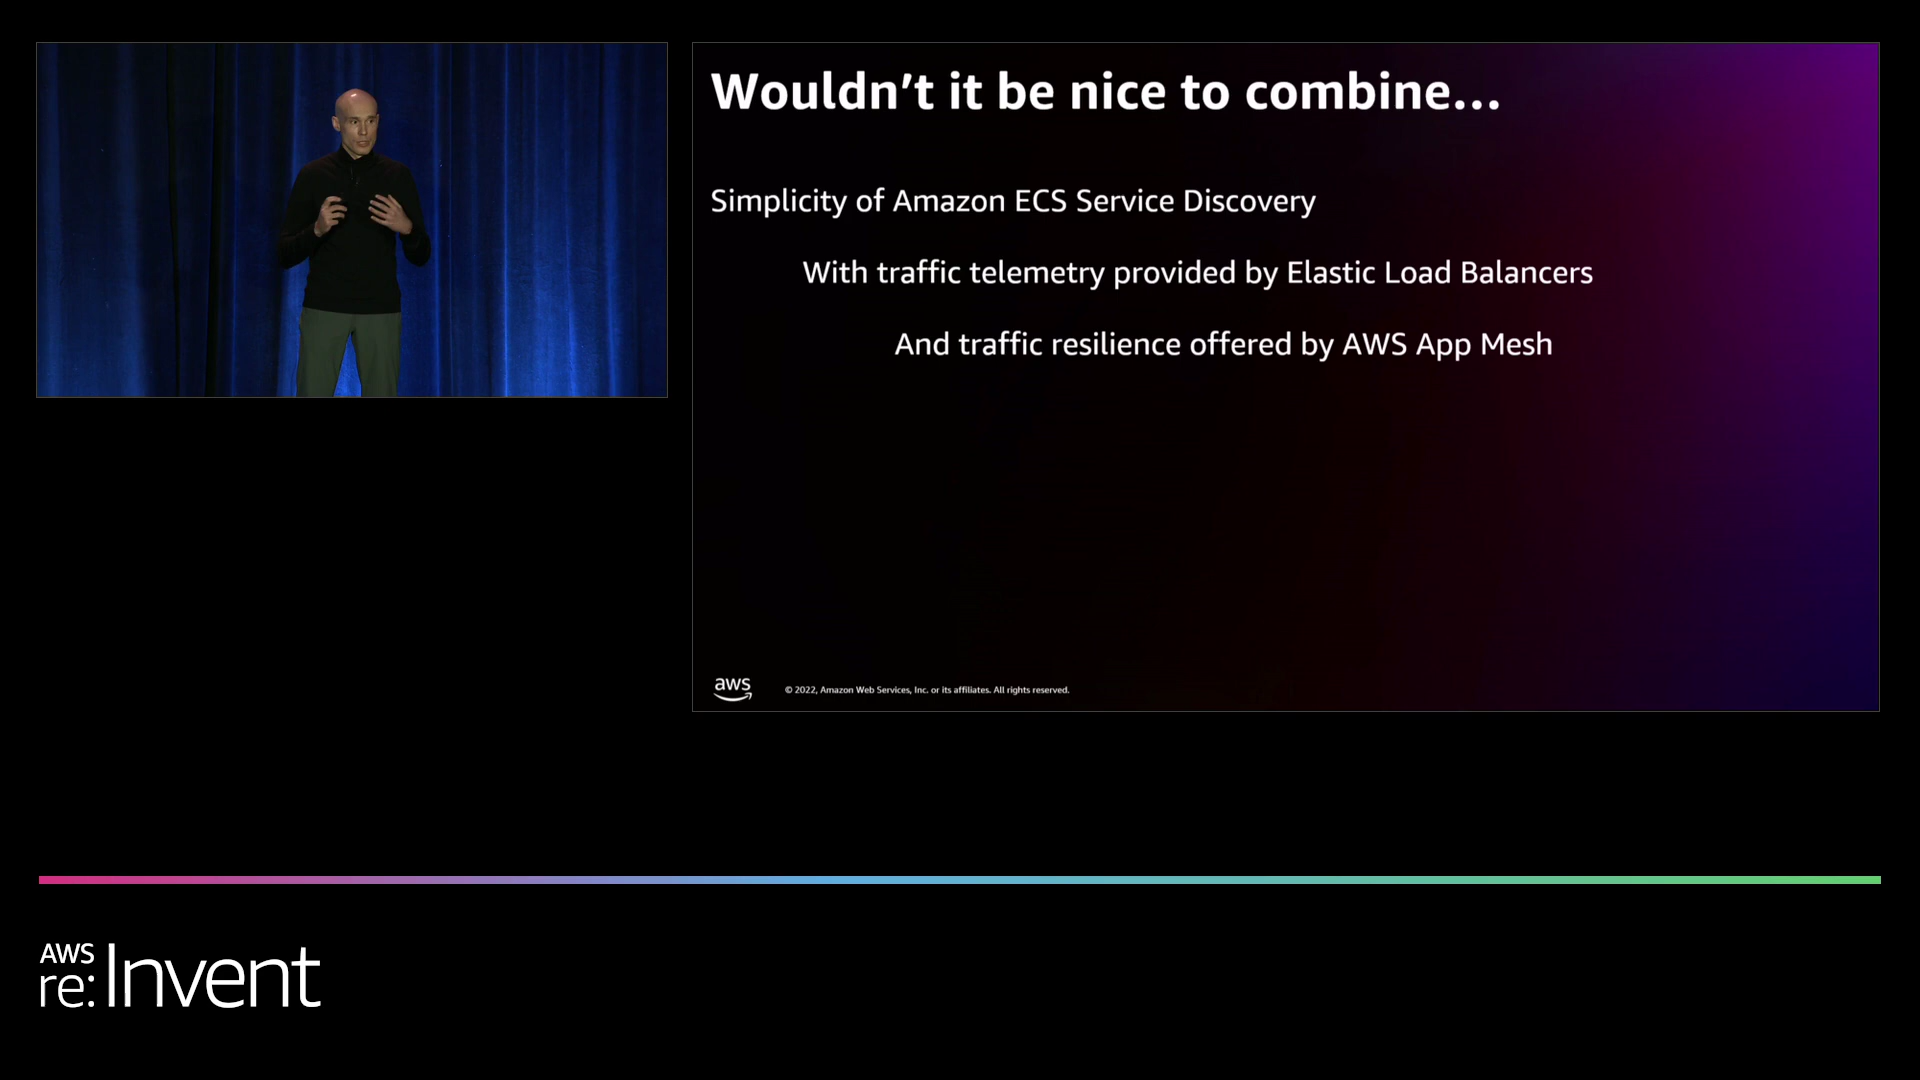 Wouldn’t it be nice to combine…
Simplicity of Amazon ECS Service Discovery
With traffic telemetry provided by Elastic Load Balancers
And traffic resilience offered by AWS App Mesh
aws
© 2022, Amazon Web Services, Inc. or its affiliates. All rights reserved.
AWS
re:Invent